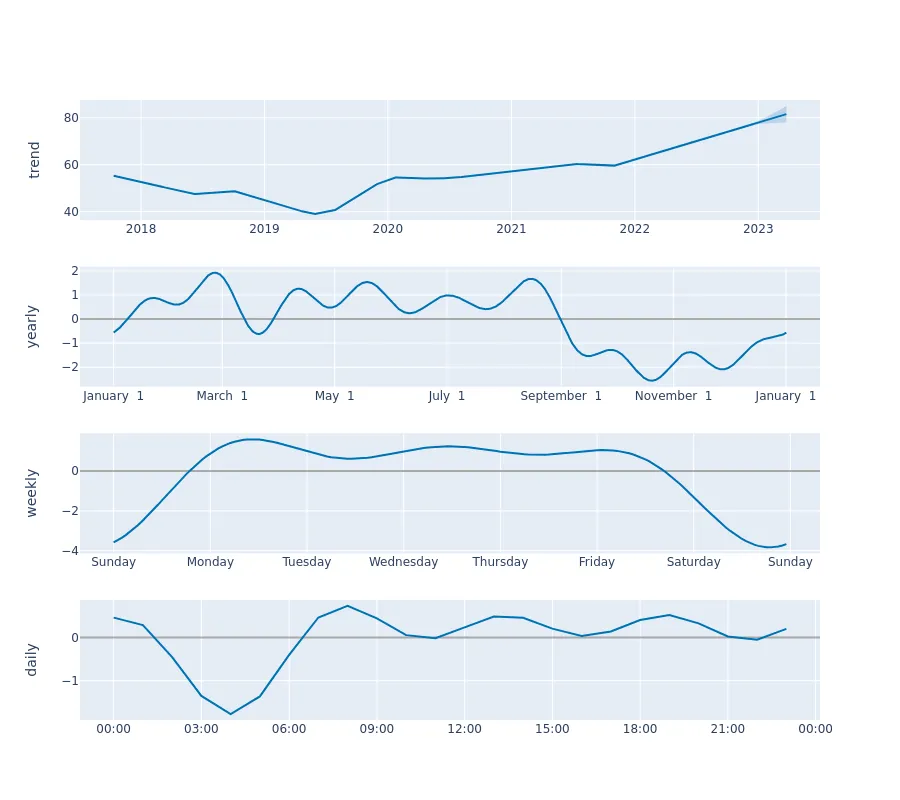 trend
80
60
40
2018 2019 2020 2021 2022 2023
yearly
2
1
0
−1
−2
January 1 March 1 May 1 July 1 September 1 November 1 January 1
weekly
0
−2
−4
Sunday Monday Tuesday Wednesday Thursday Friday Saturday Sunday
daily
0
−1
00:00 03:00 06:00 09:00 12:00 15:00 18:00 21:00 00:00